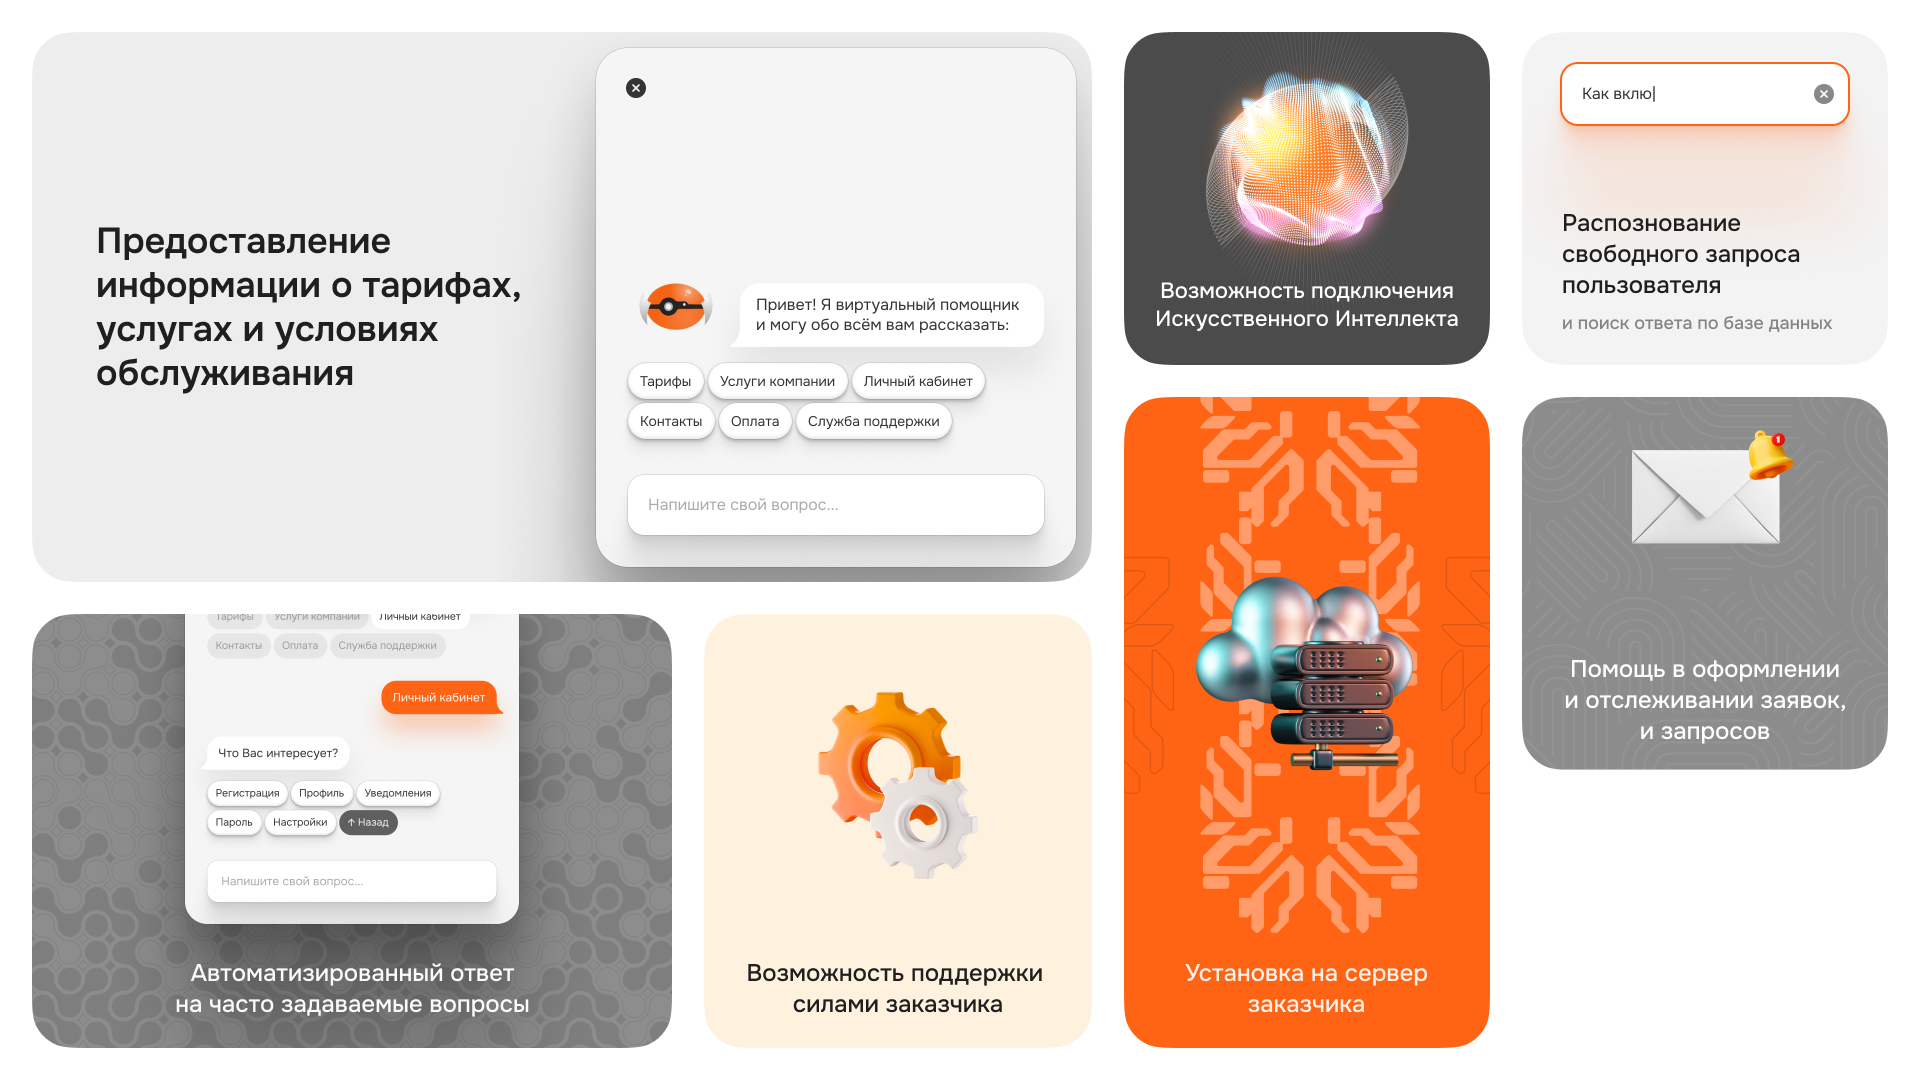 Предоставление
информации о тарифах,
услугах и условиях
обслуживания
Привет! Я виртуальный помощник
и могу обо всём вам рассказать:
Тарифы
Услуги компании
Личный кабинет
Контакты
Оплата
Служба поддержки
Напишите свой вопрос...
Возможность подключения
Искусственного Интеллекта
Как вклю|
Распознование
свободного запроса
пользователя
и поиск ответа по базе данных
Тарифы
Услуги компании
Личный кабинет
Контакты
Оплата
Служба поддержки
Личный кабинет
Что Вас интересует?
Регистрация
Профиль
Уведомления
Пароль
Настройки
↑ Назад
Напишите свой вопрос...
Автоматизированный ответ
на часто задаваемые вопросы
Возможность поддержки
силами заказчика
Установка на сервер
заказчика
1
Помощь в оформлении
и отслеживании заявок,
и запросов